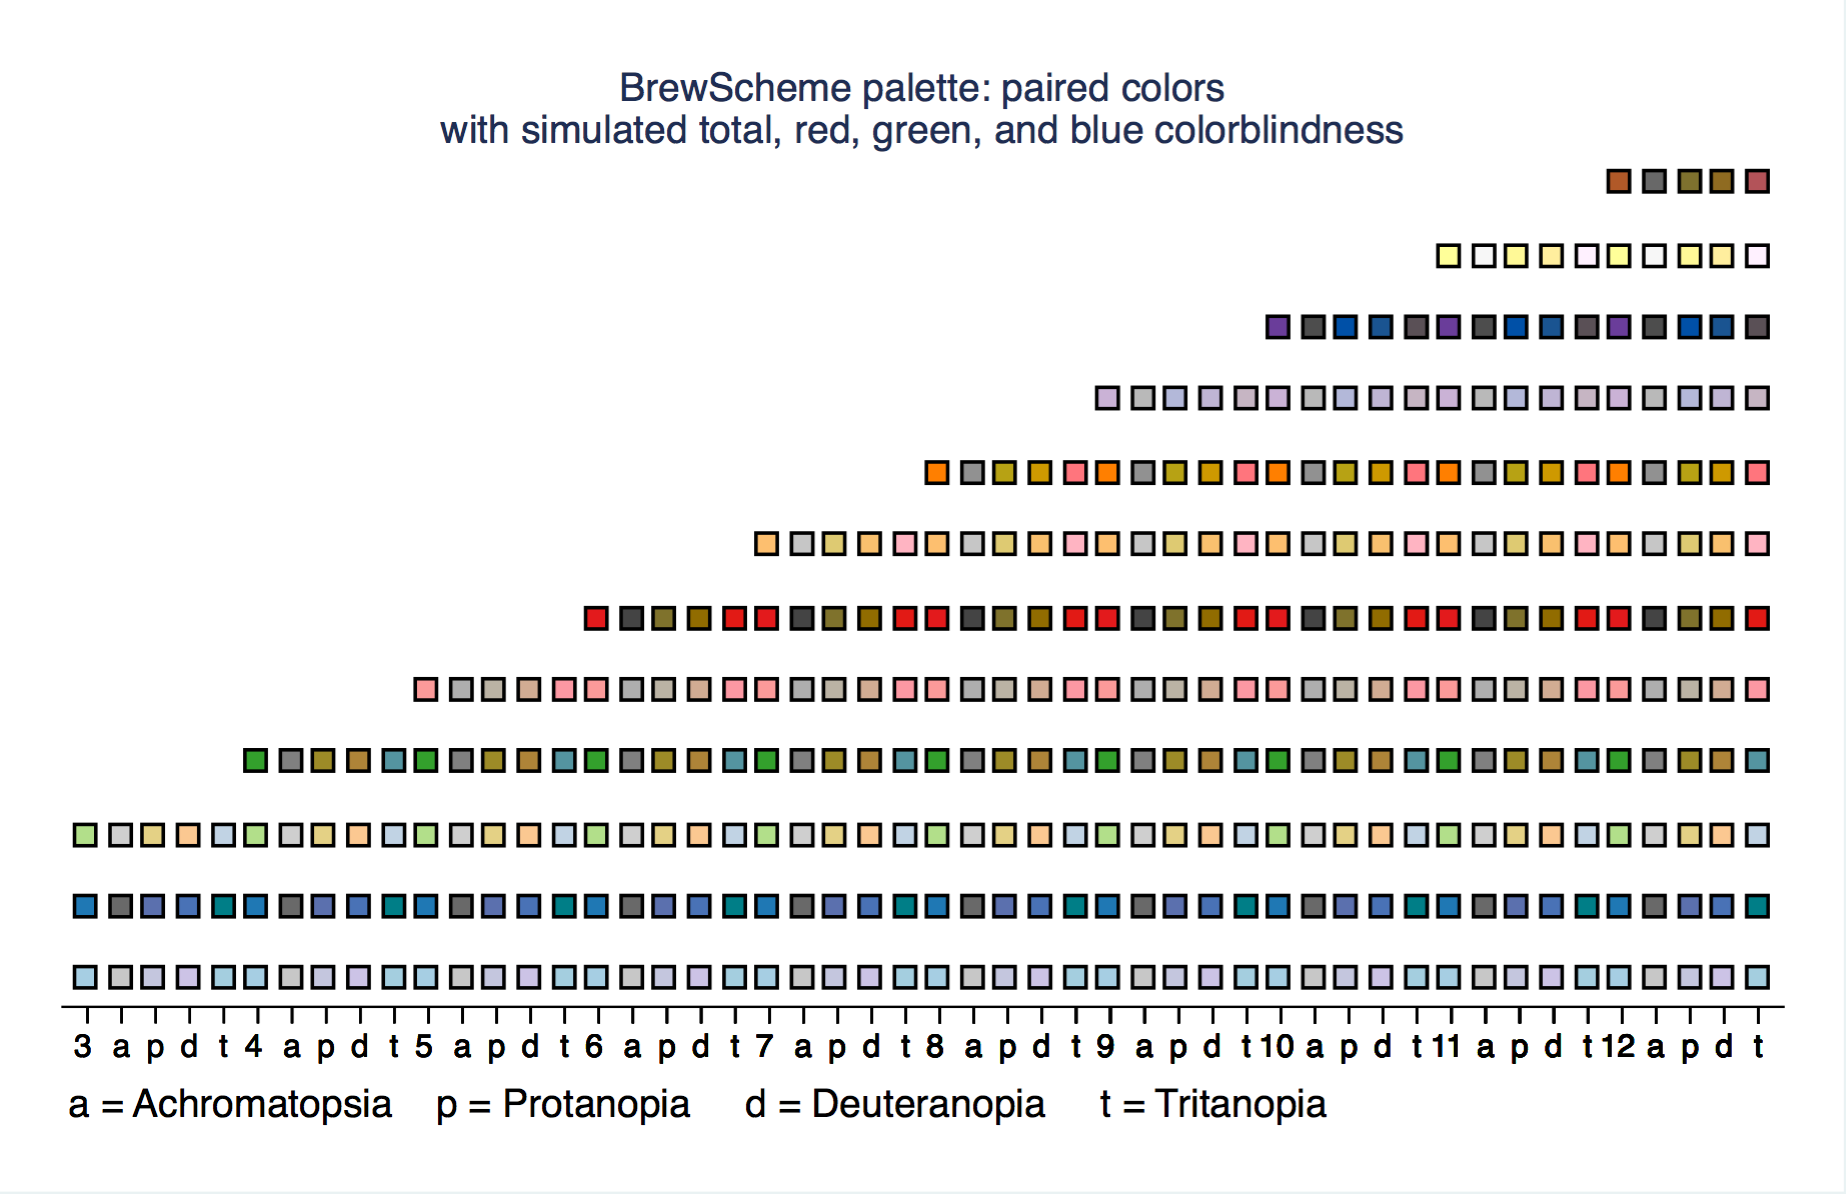 BrewScheme palette: paired colors
with simulated total, red, green, and blue colorblindness
3 a p d t 4 a p d t 5 a p d t 6 a p d t 7 a p d t 8 a p d t 9 a p d t 10 a p d t 11 a p d t 12 a p d t
a = Achromatopsia p = Protanopia d = Deuteranopia t = Tritanopia